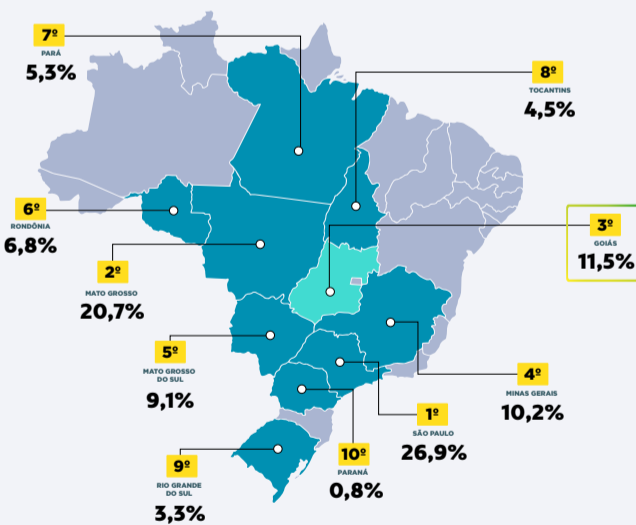 7º
PARÁ
5,3%
8º
TOCANTINS
4,5%
6º
RONDÔNIA
6,8%
3º
GOIÁS
11,5%
2º
MATO GROSSO
20,7%
5º
MATO GROSSO
DO SUL
9,1%
4º
MINAS GERAIS
10,2%
1º
SÃO PAULO
26,9%
10º
PARANÁ
0,8%
9º
RIO GRANDE
DO SUL
3,3%